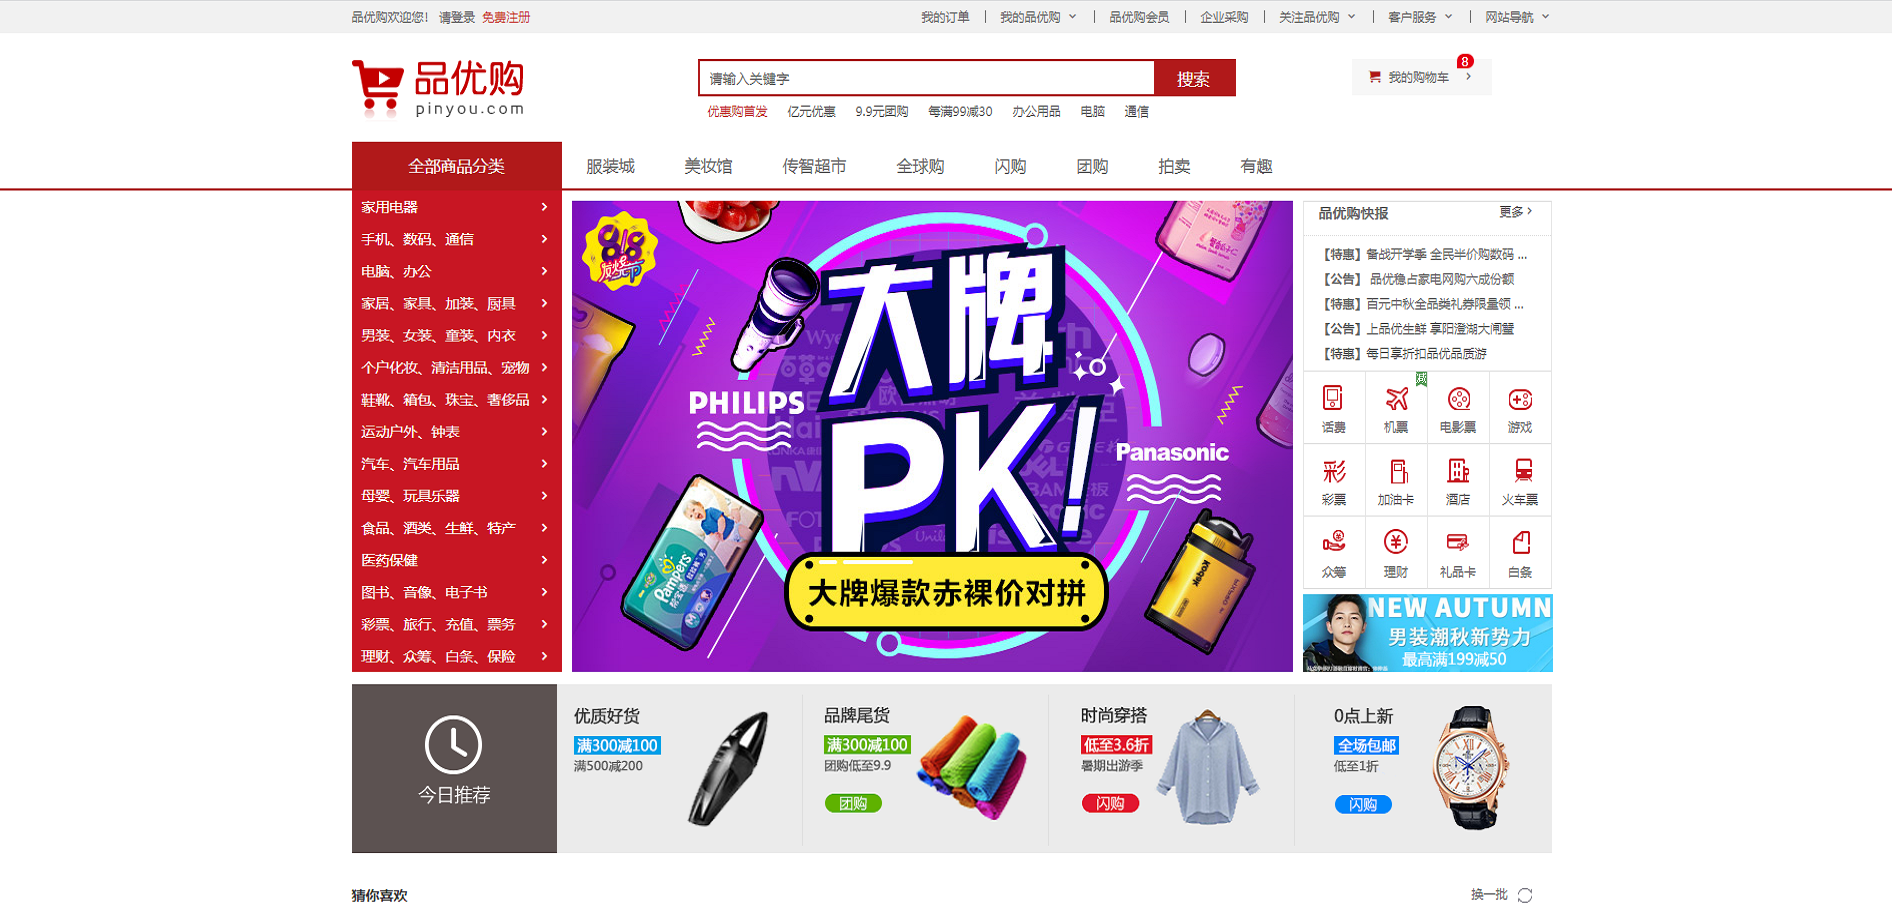 品优购欢迎您! 请登录 免费注册
我的订单 我的品优购 品优购会员 企业采购 关注品优购 客户服务 网站导航
品优购
pinyou.com
请输入关键字
搜索
8
我的购物车
优惠购首发 亿元优惠 9.9元团购 每满99减30 办公用品 电脑 通信
全部商品分类 服装城 美妆馆 传智超市 全球购 闪购 团购 拍卖 有趣
家用电器
手机、数码、通信
电脑、办公
家居、家具、加装、厨具
男装、女装、童装、内衣
个户化妆、清洁用品、宠物
鞋靴、箱包、珠宝、奢侈品
运动户外、钟表
汽车、汽车用品
母婴、玩具乐器
食品、酒类、生鲜、特产
医药保健
图书、音像、电子书
彩票、旅行、充值、票务
理财、众筹、白条、保险
大牌
PK!
PHILIPS
Panasonic
Pampers
Kodak
大牌爆款赤裸价对拼
品优购快报 更多
【特惠】备战开学季 全民半价购数码 ...
【公告】 品优稳占家电网购六成份额
【特惠】百元中秋全品类礼券限量领 ...
【公告】上品优生鲜 享阳澄湖大闸蟹
【特惠】每日享折扣品优品质游
减
话费 机票 电影票 游戏
彩
彩票 加油卡 酒店 火车票
众筹 理财 礼品卡 白条
NEW AUTUMN
男装潮秋新势力
最高满199减50
今日推荐
优质好货
满300减100
满500减200
品牌尾货
满300减100
团购低至9.9
团购
时尚穿搭
低至3.6折
暑期出游季
闪购
0点上新
全场包邮
低至1折
闪购
猜你喜欢
换一批